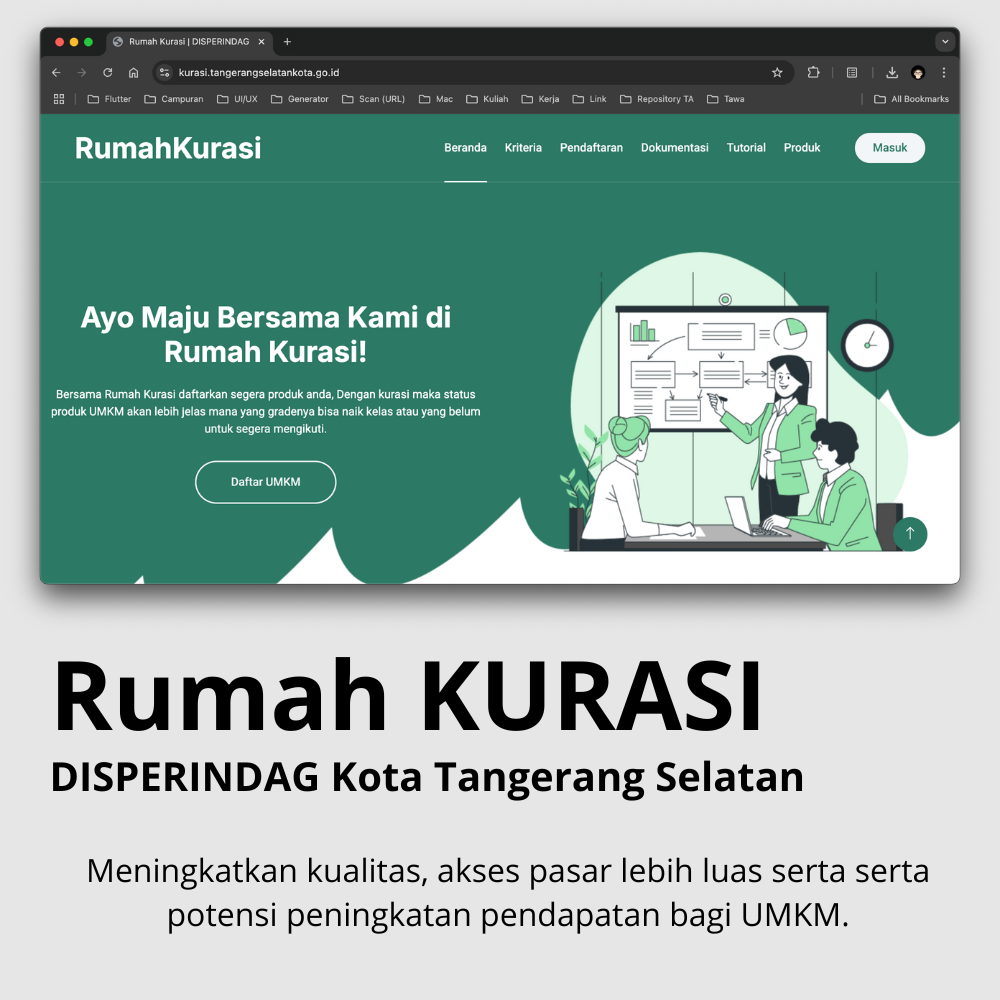 Rumah Kurasi | DISPERINDAG
kurasi.tangerangselatankota.go.id
Flutter Campuran UI/UX Generator Scan (URL) Mac Kuliah Kerja Link Repository TA Tawa All Bookmarks
RumahKurasi Beranda Kriteria Pendaftaran Dokumentasi Tutorial Produk Masuk
Ayo Maju Bersama Kami di
Rumah Kurasi!
Bersama Rumah Kurasi daftarkan segera produk anda, Dengan kurasi maka status
produk UMKM akan lebih jelas mana yang gradenya bisa naik kelas atau yang belum
untuk segera mengikuti.
Daftar UMKM
Rumah KURASI
DISPERINDAG Kota Tangerang Selatan
Meningkatkan kualitas, akses pasar lebih luas serta serta
potensi peningkatan pendapatan bagi UMKM.